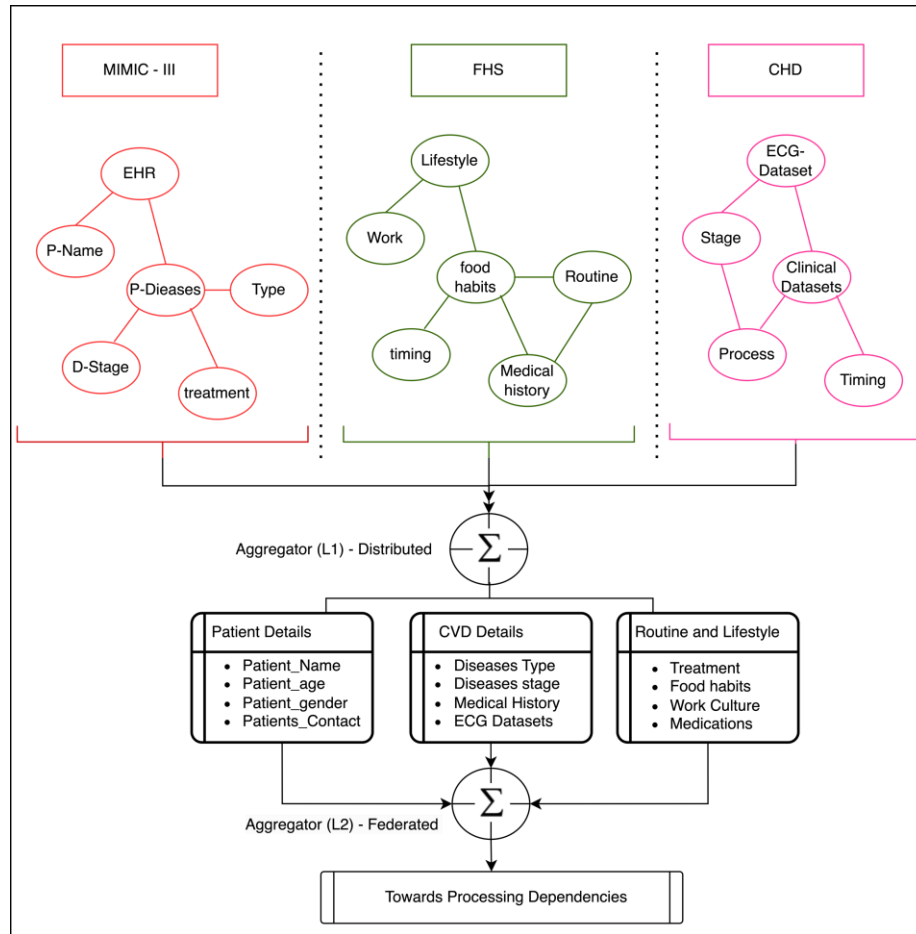 MIMIC - III
FHS
CHD
EHR
P-Name
P-Dieases
Type
D-Stage
treatment
Lifestyle
Work
food
habits
Routine
timing
Medical
history
ECG-
Dataset
Stage
Clinical
Datasets
Process
Timing
Aggregator (L1) - Distributed
Σ
Patient Details
• Patient_Name
• Patient_age
• Patient_gender
• Patients_Contact
CVD Details
• Diseases Type
• Diseases stage
• Medical History
• ECG Datasets
Routine and Lifestyle
• Treatment
• Food habits
• Work Culture
• Medications
Σ
Aggregator (L2) - Federated
Towards Processing Dependencies